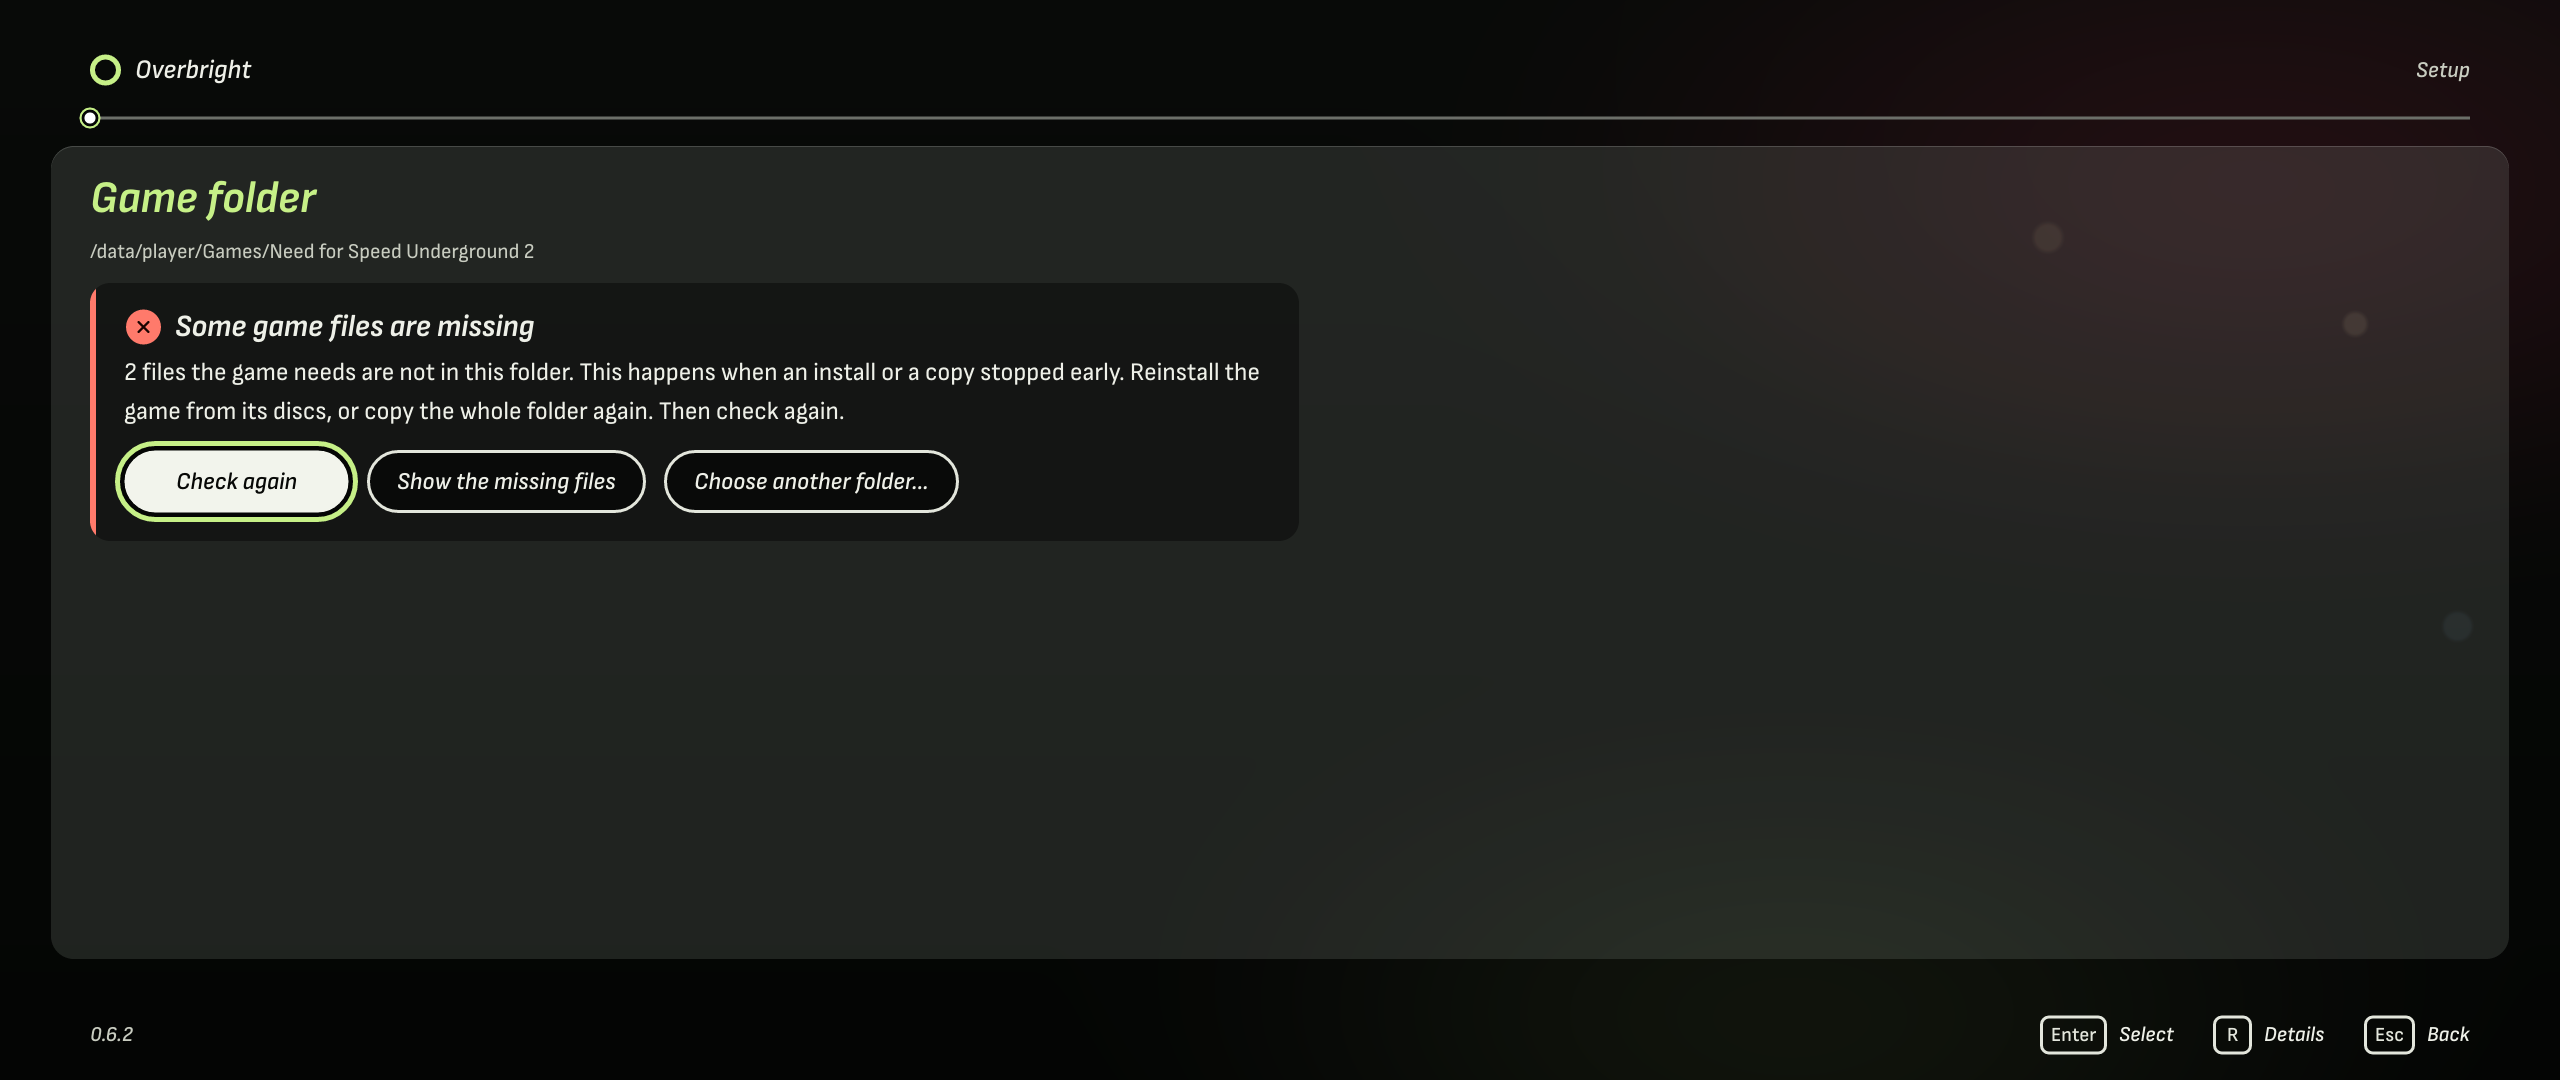 Overbright
Setup
Game folder
/data/player/Games/Need for Speed Underground 2
Some game files are missing
2 files the game needs are not in this folder. This happens when an install or a copy stopped early. Reinstall the
game from its discs, or copy the whole folder again. Then check again.
Check again
Show the missing files
Choose another folder...
0.6.2
Enter Select
R Details
Esc Back